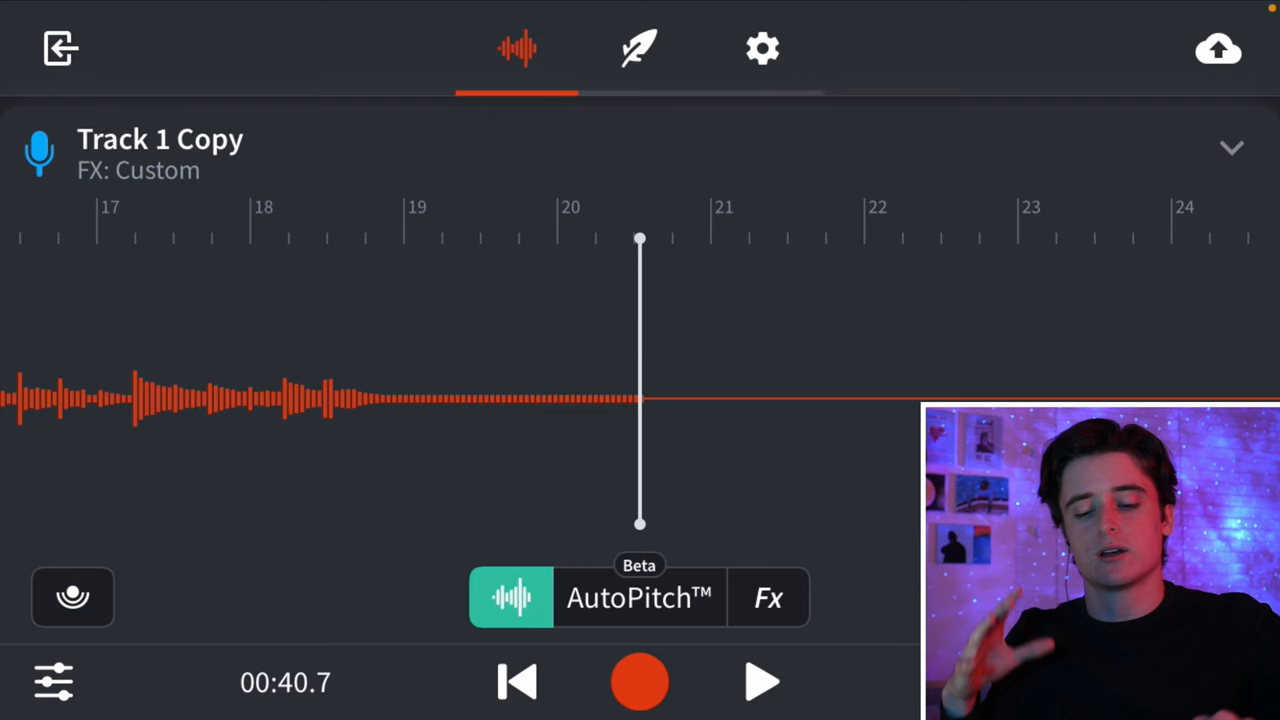 Track 1 Copy
FX: Custom
17 18 19 20 21 22 23 24
Beta
AutoPitch™ Fx
00:40.7